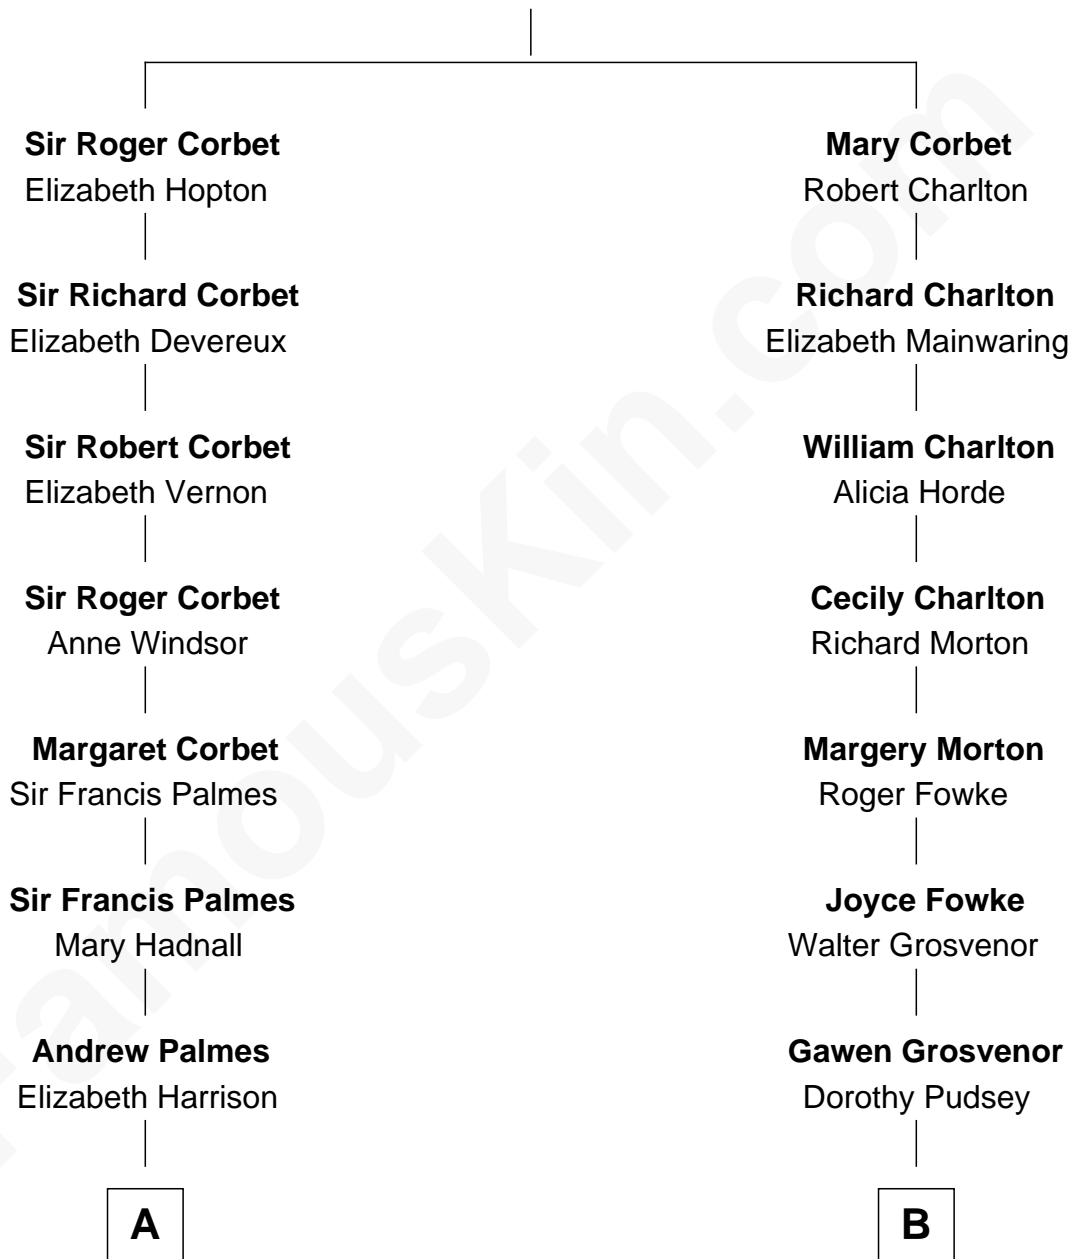 Sir Roger Corbet
Elizabeth Hopton
Sir Richard Corbet
Elizabeth Devereux
Sir Robert Corbet
Elizabeth Vernon
Sir Roger Corbet
Anne Windsor
Margaret Corbet
Sir Francis Palmes
Sir Francis Palmes
Mary Hadnall
Andrew Palmes
Elizabeth Harrison
A
Mary Corbet
Robert Charlton
Richard Charlton
Elizabeth Mainwaring
William Charlton
Alicia Horde
Cecily Charlton
Richard Morton
Margery Morton
Roger Fowke
Joyce Fowke
Walter Grosvenor
Gawen Grosvenor
Dorothy Pudsey
B
FamousKin.com